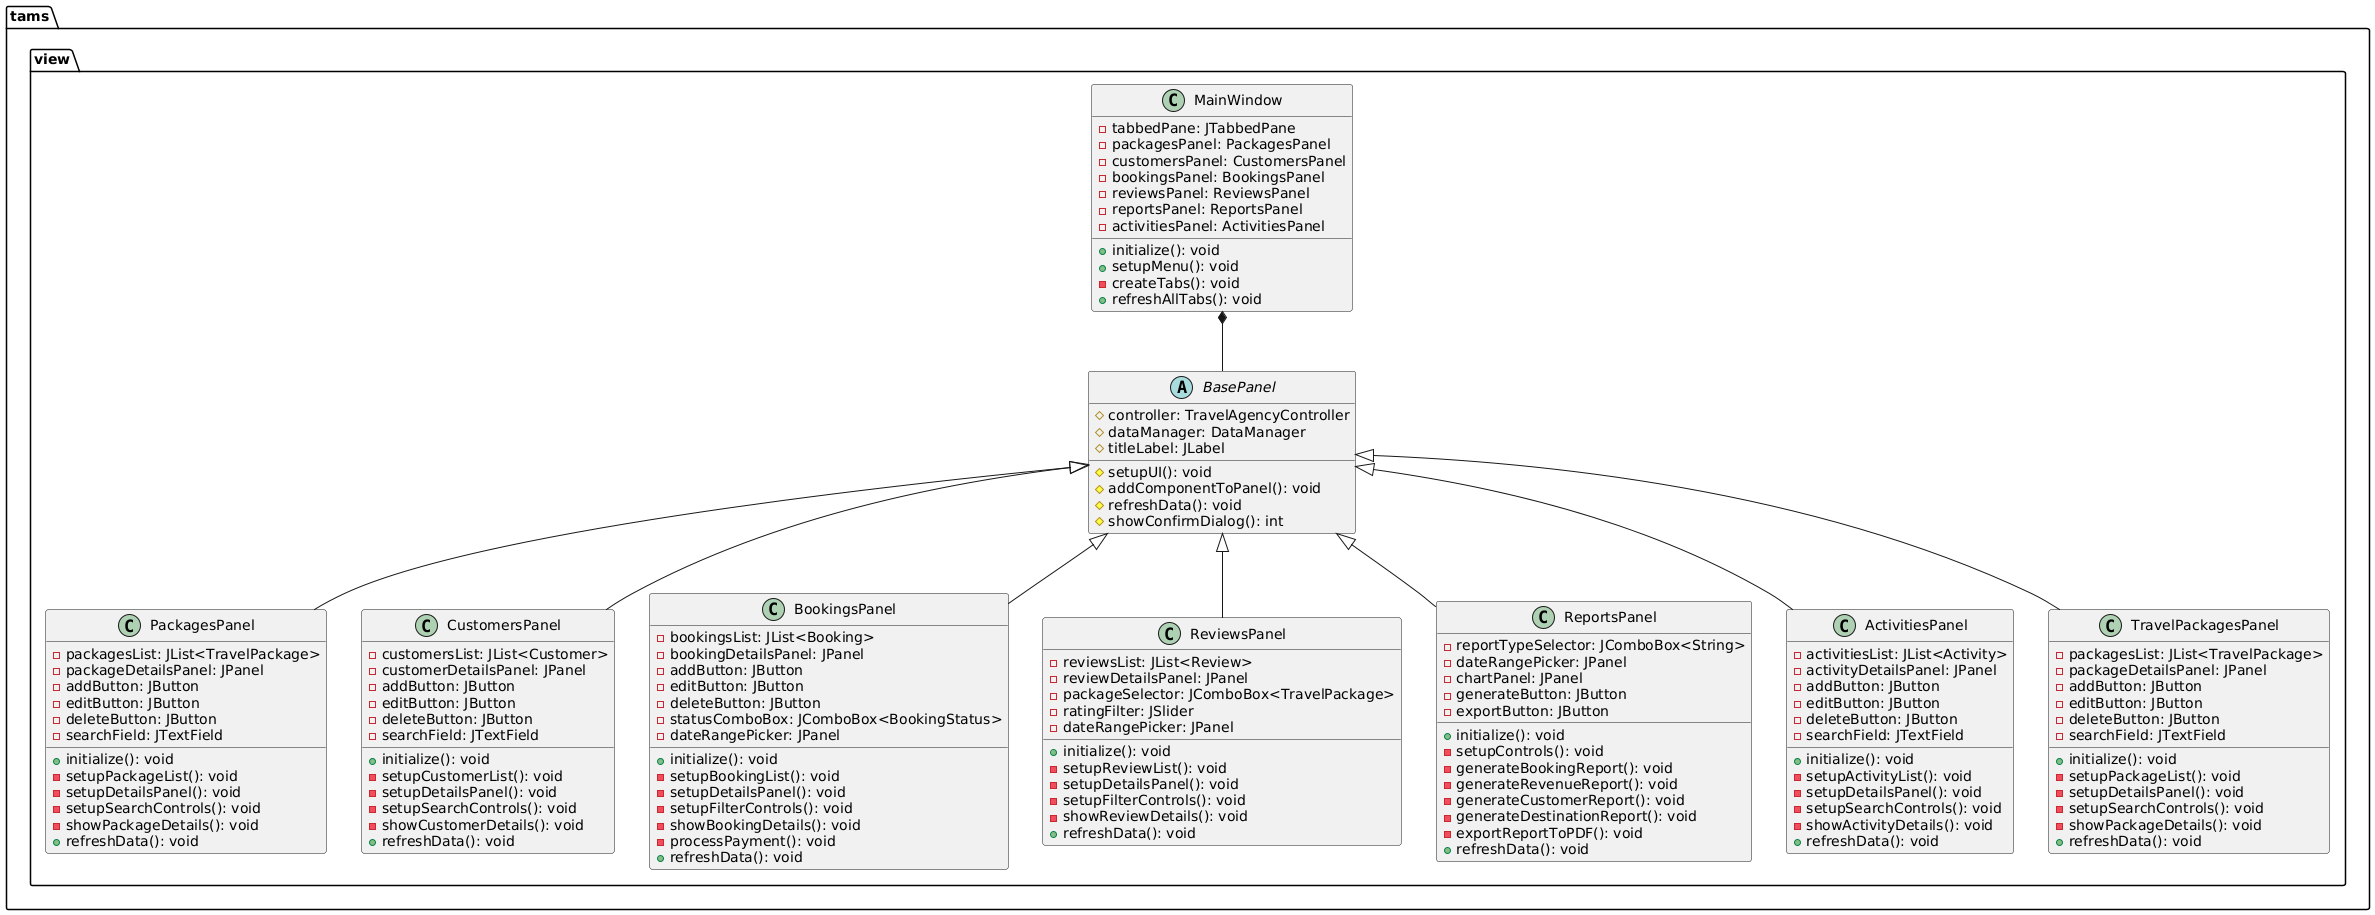 tams
view
C MainWindow
tabbedPane: JTabbedPane
packagesPanel: PackagesPanel
customersPanel: CustomersPanel
bookingsPanel: BookingsPanel
reviewsPanel: ReviewsPanel
reportsPanel: ReportsPanel
activitiesPanel: ActivitiesPanel
initialize(): void
setupMenu(): void
createTabs(): void
refreshAllTabs(): void
A BasePanel
controller: TravelAgencyController
dataManager: DataManager
titleLabel: JLabel
setupUI(): void
addComponentToPanel(): void
refreshData(): void
showConfirmDialog(): int
C PackagesPanel
packagesList: JList<TravelPackage>
packageDetailsPanel: JPanel
addButton: JButton
editButton: JButton
deleteButton: JButton
searchField: JTextField
initialize(): void
setupPackageList(): void
setupDetailsPanel(): void
setupSearchControls(): void
showPackageDetails(): void
refreshData(): void
C CustomersPanel
customersList: JList<Customer>
customerDetailsPanel: JPanel
addButton: JButton
editButton: JButton
deleteButton: JButton
searchField: JTextField
initialize(): void
setupCustomerList(): void
setupDetailsPanel(): void
setupSearchControls(): void
showCustomerDetails(): void
refreshData(): void
C BookingsPanel
bookingsList: JList<Booking>
bookingDetailsPanel: JPanel
addButton: JButton
editButton: JButton
deleteButton: JButton
statusComboBox: JComboBox<BookingStatus>
dateRangePicker: JPanel
initialize(): void
setupBookingList(): void
setupDetailsPanel(): void
setupFilterControls(): void
showBookingDetails(): void
processPayment(): void
refreshData(): void
C ReviewsPanel
reviewsList: JList<Review>
reviewDetailsPanel: JPanel
packageSelector: JComboBox<TravelPackage>
ratingFilter: JSlider
dateRangePicker: JPanel
initialize(): void
setupReviewList(): void
setupDetailsPanel(): void
setupFilterControls(): void
showReviewDetails(): void
refreshData(): void
C ReportsPanel
reportTypeSelector: JComboBox<String>
dateRangePicker: JPanel
chartPanel: JPanel
generateButton: JButton
exportButton: JButton
initialize(): void
setupControls(): void
generateBookingReport(): void
generateRevenueReport(): void
generateCustomerReport(): void
generateDestinationReport(): void
exportReportToPDF(): void
refreshData(): void
C ActivitiesPanel
activitiesList: JList<Activity>
activityDetailsPanel: JPanel
addButton: JButton
editButton: JButton
deleteButton: JButton
searchField: JTextField
initialize(): void
setupActivityList(): void
setupDetailsPanel(): void
setupSearchControls(): void
showActivityDetails(): void
refreshData(): void
C TravelPackagesPanel
packagesList: JList<TravelPackage>
packageDetailsPanel: JPanel
addButton: JButton
editButton: JButton
deleteButton: JButton
searchField: JTextField
initialize(): void
setupPackageList(): void
setupDetailsPanel(): void
setupSearchControls(): void
showPackageDetails(): void
refreshData(): void